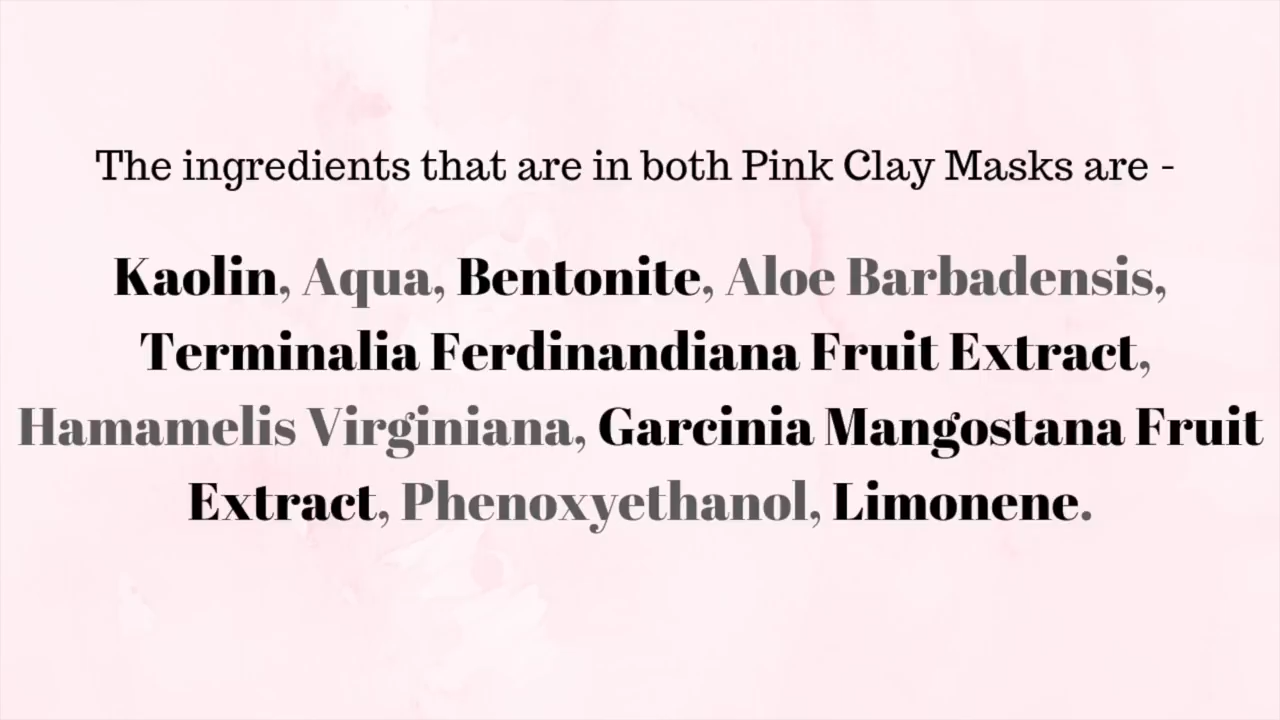 The ingredients that are in both Pink Clay Masks are -
Kaolin, Aqua, Bentonite, Aloe Barbadensis,
Terminalia Ferdinandiana Fruit Extract,
Hamamelis Virginiana, Garcinia Mangostana Fruit
Extract, Phenoxyethanol, Limonene.